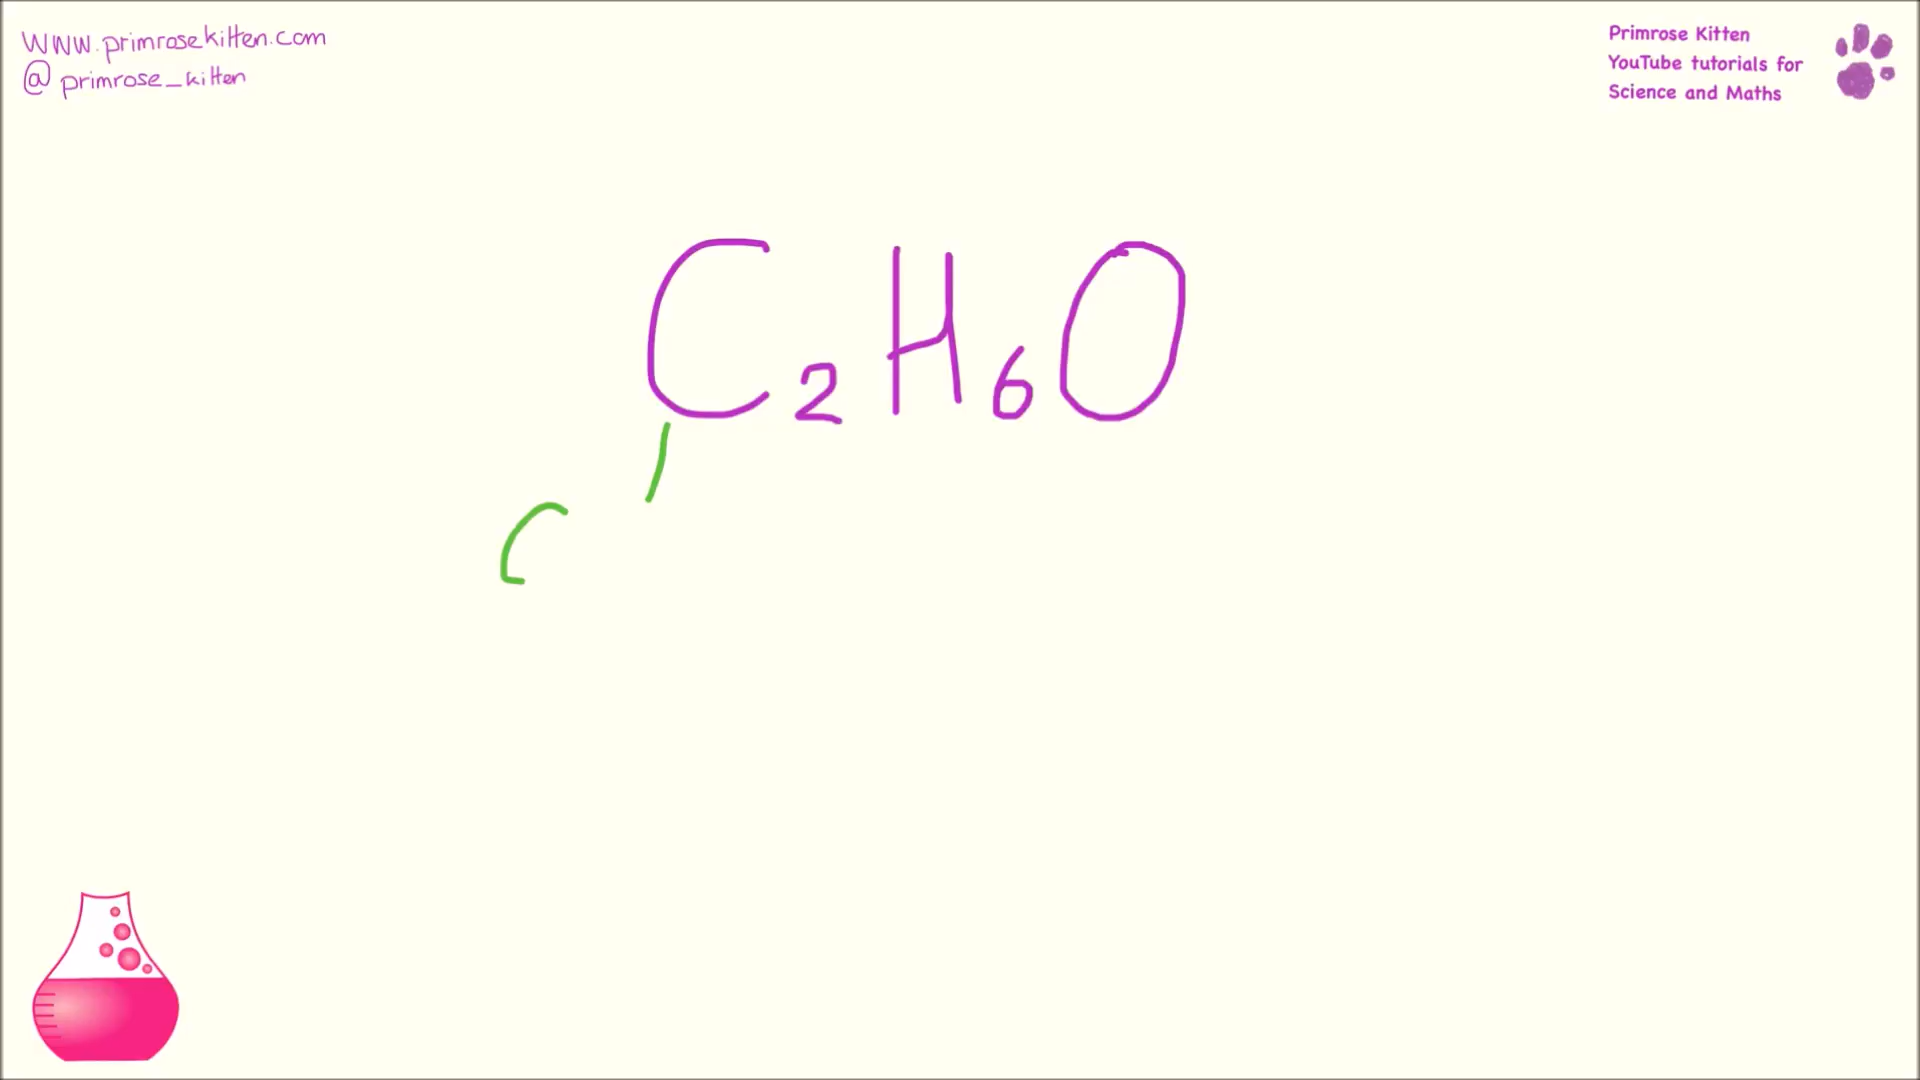 www.primrosekitten.com
@primrose_kitten
Primrose Kitten
YouTube tutorials for
Science and Maths
C₂H₆O
C